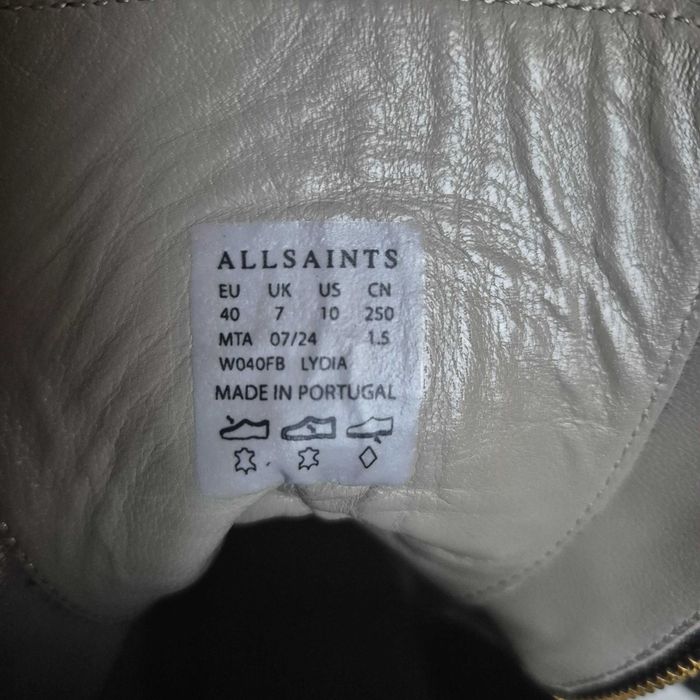 ALLSAINTS
EU UK US CN
40 7 10 250
MTA 07/24 1.5
W040FB LYDIA
MADE IN PORTUGAL